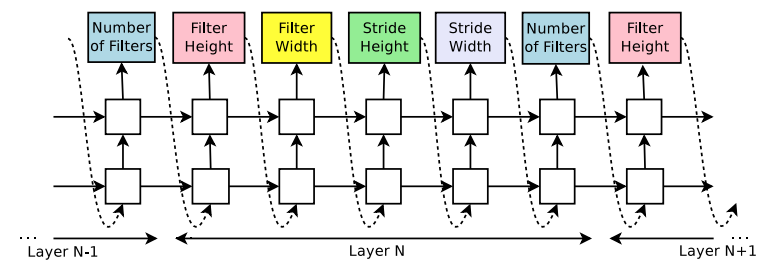 Number
of Filters
Filter
Height
Filter
Width
Stride
Height
Stride
Width
Number
of Filters
Filter
Height
...
Layer N-1
Layer N
...
Layer N+1